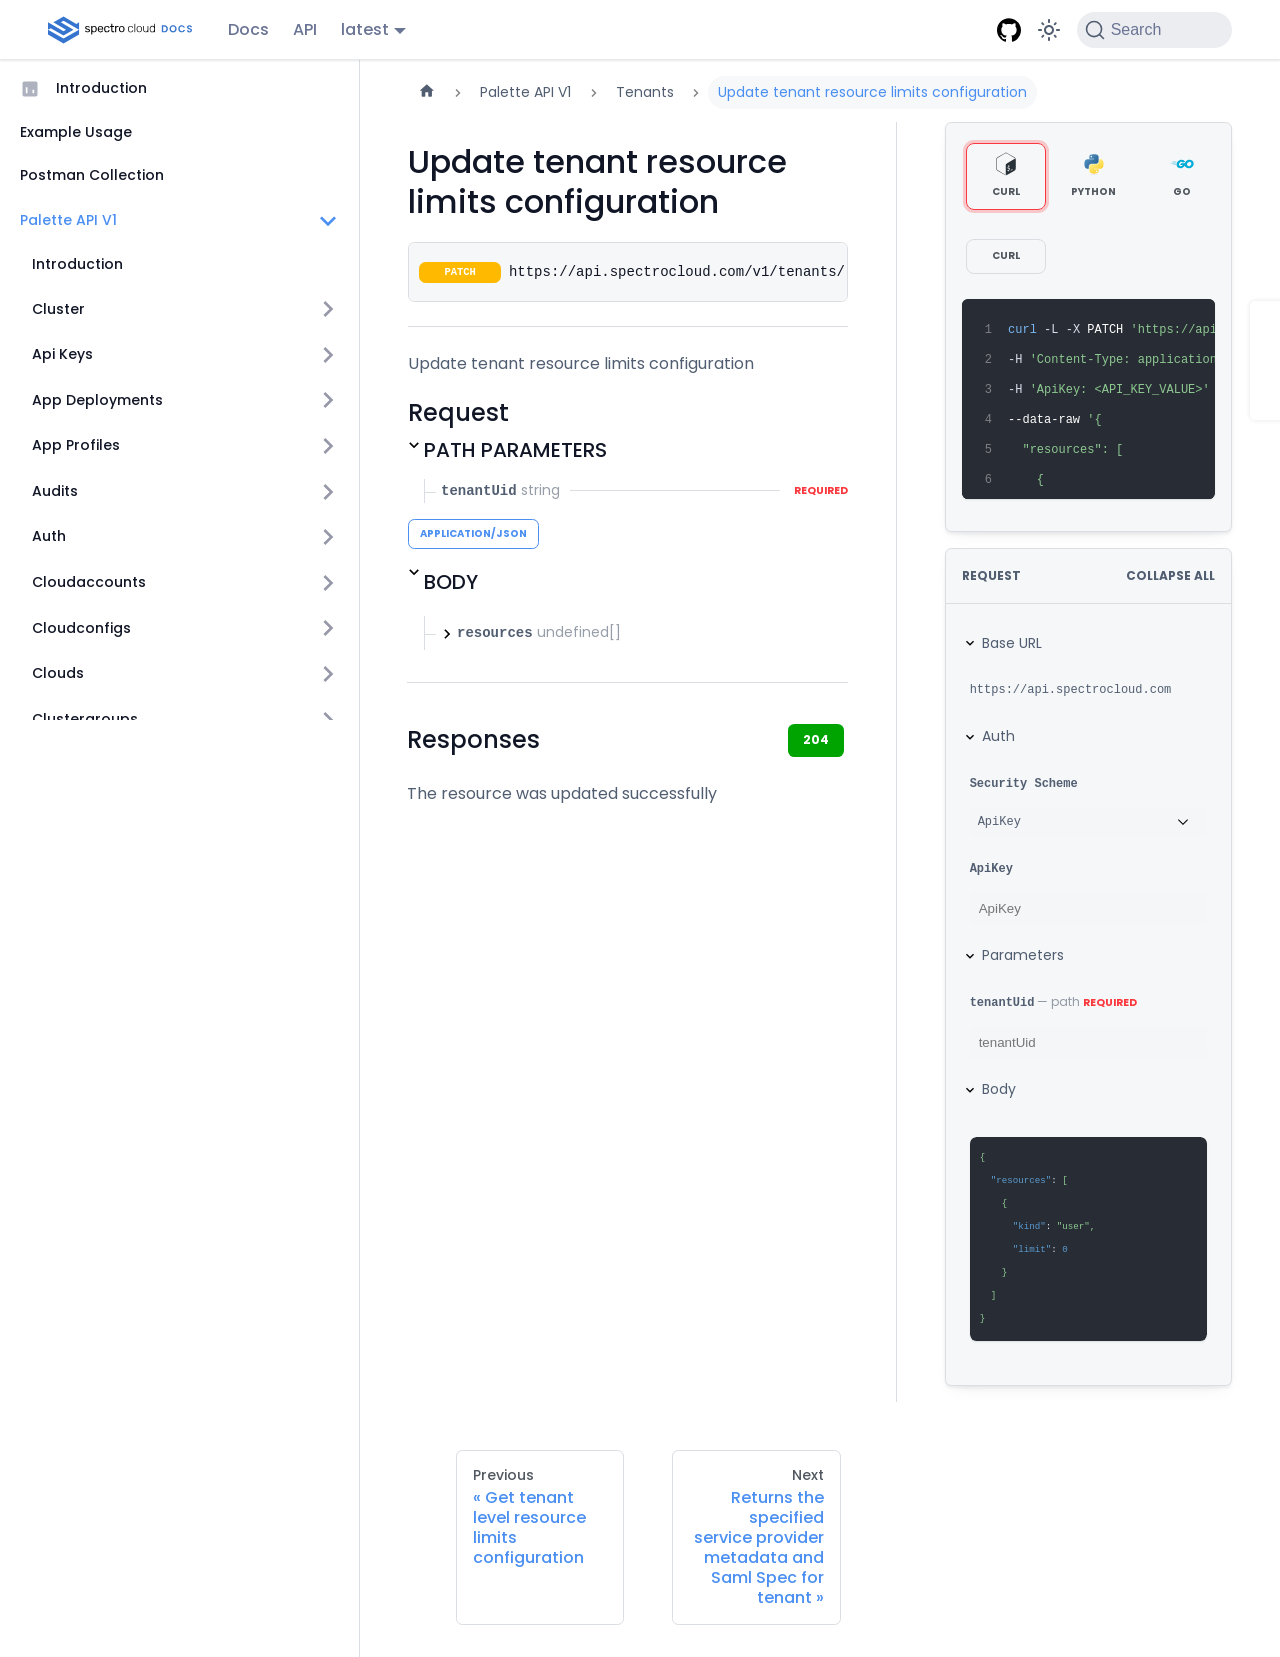 spectro cloud DOCS
Docs
API
latest
Search
Introduction
Example Usage
Postman Collection
Palette API V1
Introduction
Cluster
Api Keys
App Deployments
App Profiles
Audits
Auth
Cloudaccounts
Cloudconfigs
Clouds
Clustergroups
Palette API V1
Tenants
Update tenant resource limits configuration
Update tenant resource
limits configuration
PATCH https://api.spectrocloud.com/v1/tenants/
Update tenant resource limits configuration
Request
PATH PARAMETERS
tenantUid string REQUIRED
APPLICATION/JSON
BODY
resources undefined[]
Responses
204
The resource was updated successfully
CURL
PYTHON
GO
CURL
1 curl -L -X PATCH 'https://api
2 -H 'Content-Type: application
3 -H 'ApiKey: <API_KEY_VALUE>'
4 --data-raw '{
5 "resources": [
6 {
REQUEST
COLLAPSE ALL
Base URL
https://api.spectrocloud.com
Auth
Security Scheme
ApiKey
ApiKey
ApiKey
Parameters
tenantUid — path REQUIRED
tenantUid
Body
{
"resources": [
{
"kind": "user",
"limit": 0
}
]
}
Previous
« Get tenant
level resource
limits
configuration
Next
Returns the
specified
service provider
metadata and
Saml Spec for
tenant »